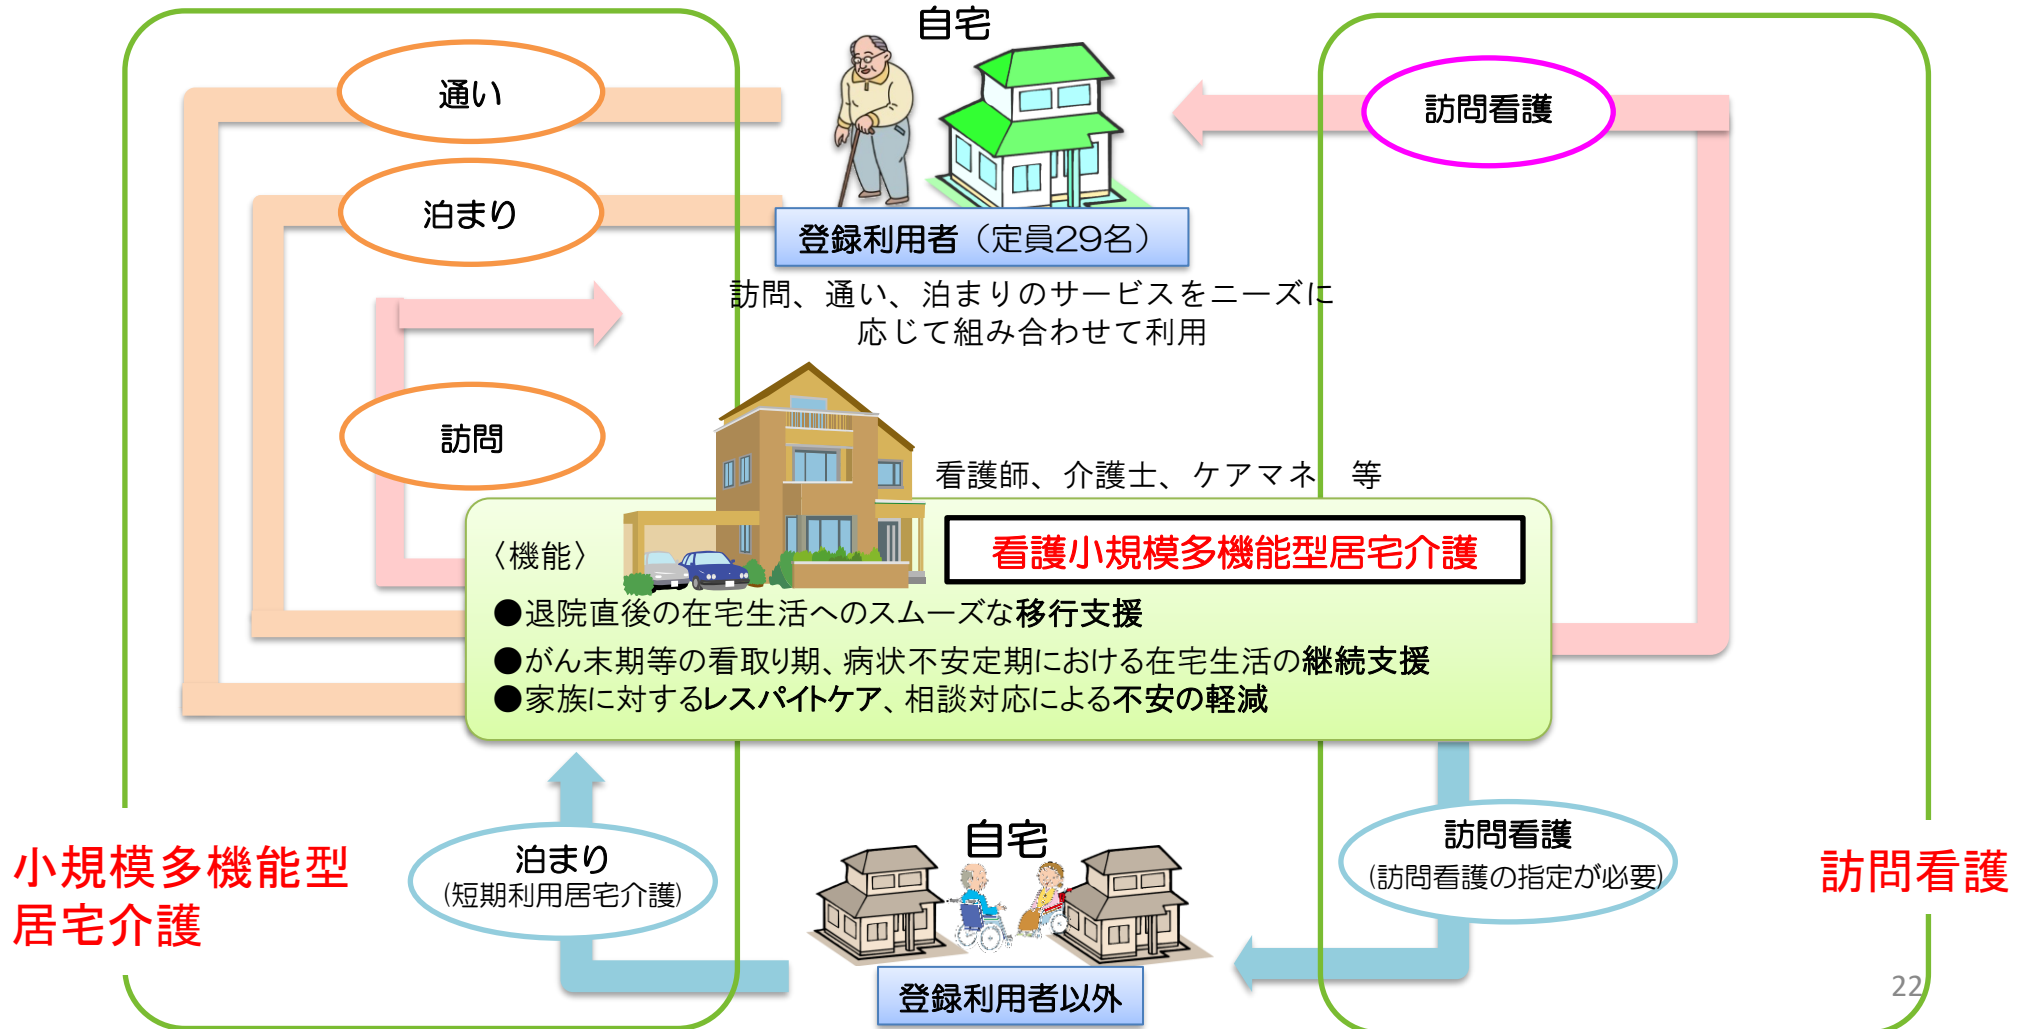 自宅
通い
訪問看護
泊まり
登録利用者（定員29名）
訪問、通い、泊まりのサービスをニーズに
応じて組み合わせて利用
訪問
看護師、介護士、ケアマネ　等
〈機能〉
看護小規模多機能型居宅介護
●退院直後の在宅生活へのスムーズな移行支援
●がん末期等の看取り期、病状不安定期における在宅生活の継続支援
●家族に対するレスパイトケア、相談対応による不安の軽減
小規模多機能型
居宅介護
泊まり
(短期利用居宅介護)
自宅
訪問看護
(訪問看護の指定が必要)
訪問看護
登録利用者以外
22